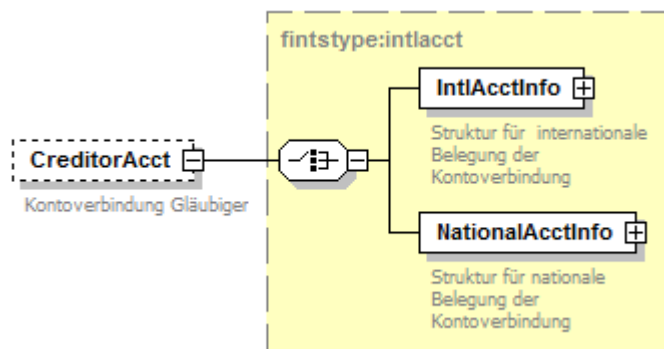 fintstype:intlacct
IntlAcctInfo
Struktur für internationale
Belegung der
Kontoverbindung
CreditorAcct
Kontoverbindung Gläubiger
NationalAcctInfo
Struktur für nationale
Belegung der
Kontoverbindung